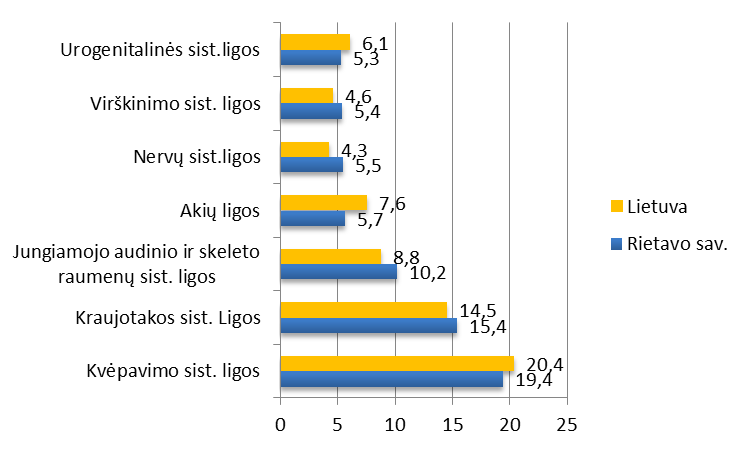 Urogenitalinės sist.ligos
6,1
5,3
Virškinimo sist. ligos
4,6
5,4
Nervų sist.ligos
4,3
5,5
Akių ligos
7,6
5,7
Jungiamojo audinio ir skeleto
raumenų sist. ligos
8,8
10,2
Kraujotakos sist. Ligos
14,5
15,4
Kvėpavimo sist. ligos
20,4
19,4
0 5 10 15 20 25
Lietuva
Rietavo sav.